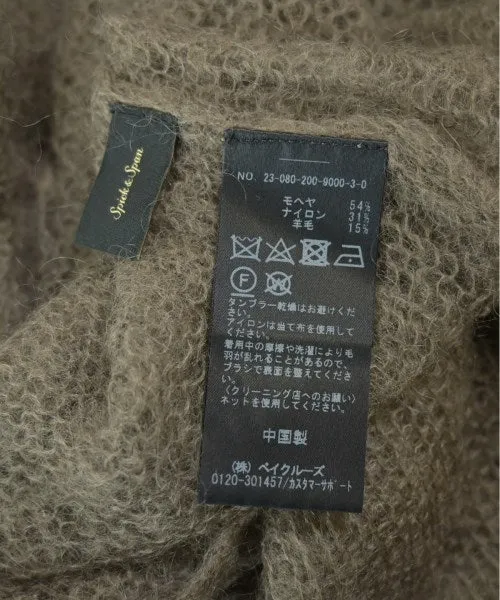 Spick & Span
NO. 23-080-200-9000-3-0
モヘヤ 54%
ナイロン 31%
羊毛 15%
F W
タンブラー乾燥はお避けくだ
さい。
アイロンは当て布を使用して
ください。
着用中の摩擦や洗濯により毛
羽が乱れることがあるので、
ブラシで表面を整えてくださ
い。
〈クリーニング店へのお願い〉
ネットを使用してください。
中国製
(株) ベイクルーズ
0120-301457/カスタマーサポート